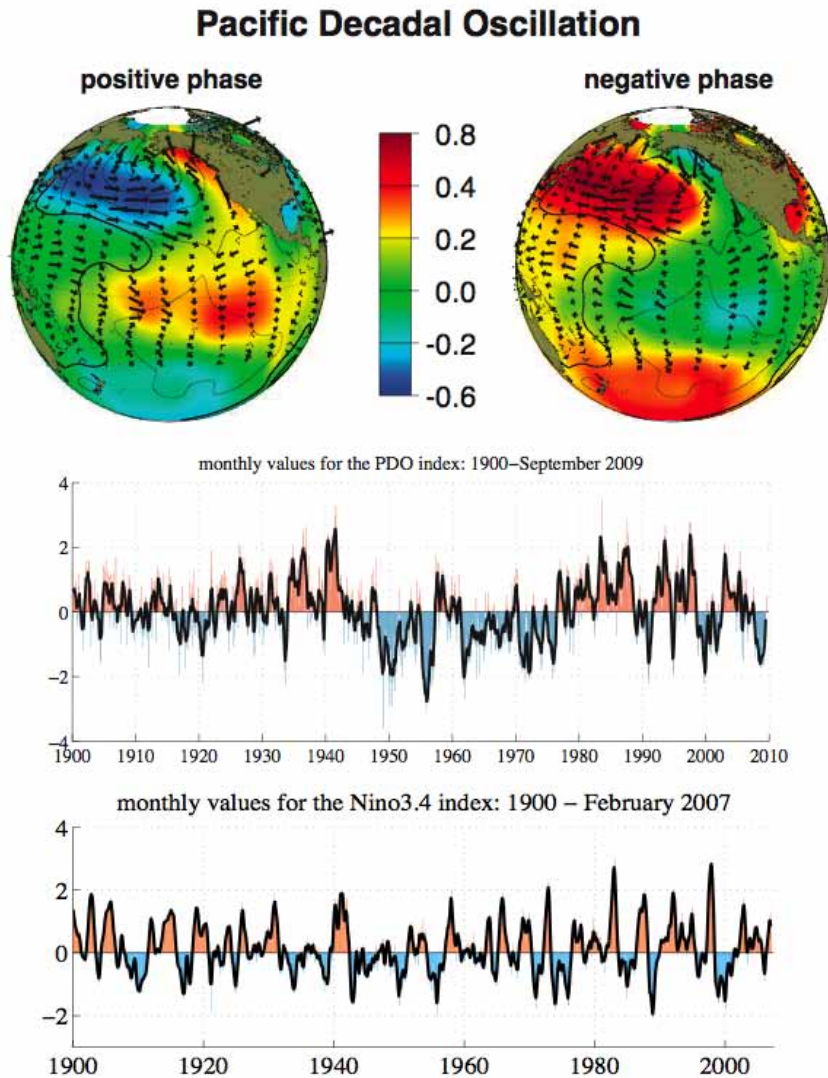 Pacific Decadal Oscillation
positive phase
negative phase
0.8
0.4
0.2
0.0
-0.2
-0.6
monthly values for the PDO index: 1900–September 2009
4
2
0
−2
−4
1900 1910 1920 1930 1940 1950 1960 1970 1980 1990 2000 2010
monthly values for the Nino3.4 index: 1900 – February 2007
4
2
0
−2
1900 1920 1940 1960 1980 2000